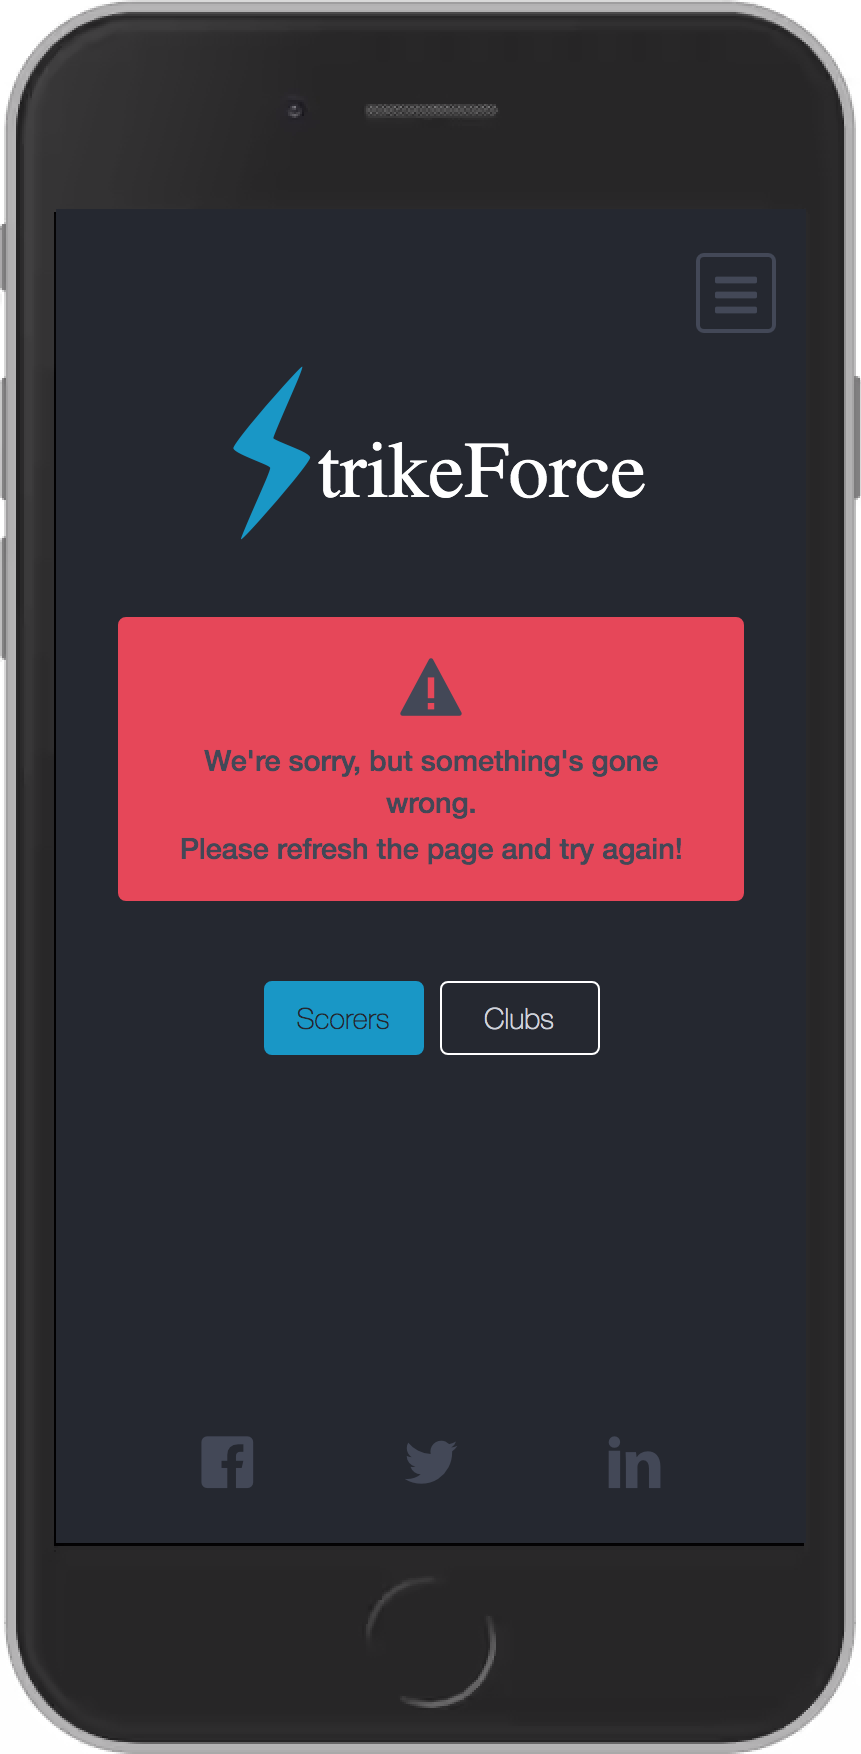 trikeForce
We're sorry, but something's gone
wrong.
Please refresh the page and try again!
Scorers
Clubs